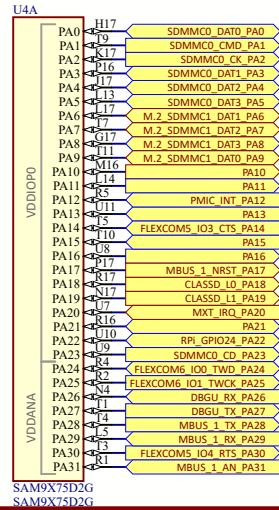 U4A
PA0 H17 SDMMC0_DAT0_PA0
PA1 T9 SDMMC0_CMD_PA1
PA2 K17 SDMMC0_CK_PA2
PA3 P16 SDMMC0_DAT1_PA3
PA4 J17 SDMMC0_DAT2_PA4
PA5 L13 SDMMC0_DAT3_PA5
PA6 L17 M.2_SDMMC1_DAT1_PA6
PA7 T7 M.2_SDMMC1_DAT2_PA7
PA8 G17 M.2_SDMMC1_DAT3_PA8
PA9 T11 M.2_SDMMC1_DAT0_PA9
PA10 M16 PA10
PA11 L14 PA11
PA12 R5 PMIC_INT_PA12
PA13 U11 PA13
PA14 T5 FLEXCOM5_IO3_CTS_PA14
PA15 T10 PA15
PA16 U8 PA16
PA17 P17 MBUS_1_NRST_PA17
PA18 R17 CLASSD_L0_PA18
PA19 N17 CLASSD_L1_PA19
PA20 U7 MXT_IRQ_PA20
PA21 R16 PA21
PA22 U10 RPi_GPIO24_PA22
PA23 U9 SDMMC0_CD_PA23
PA24 R4 FLEXCOM6_IO0_TWD_PA24
PA25 R2 FLEXCOM6_IO1_TWCK_PA25
PA26 N4 DBGU_RX_PA26
PA27 T1 DBGU_TX_PA27
PA28 T4 MBUS_1_TX_PA28
PA29 L5 MBUS_1_RX_PA29
PA30 T3 FLEXCOM5_IO4_RTS_PA30
PA31 R1 MBUS_1_AN_PA31
VDDIOP0
VDDANA
SAM9X75D2G
SAM9X75D2G